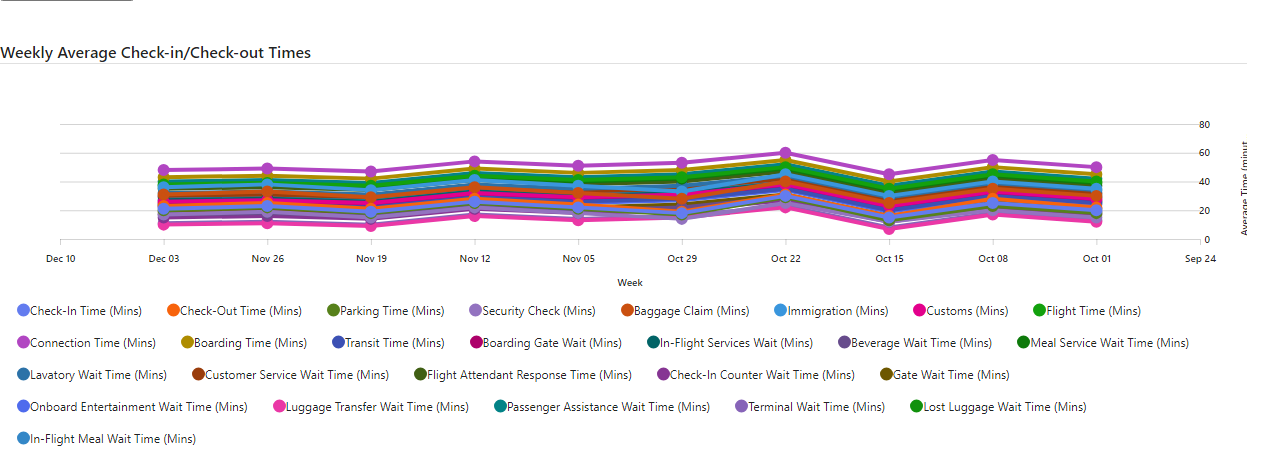 Weekly Average Check-in/Check-out Times
80
60
40
20
0
Average Time (minut
Dec 10 Dec 03 Nov 26 Nov 19 Nov 12 Nov 05 Oct 29 Oct 22 Oct 15 Oct 08 Oct 01 Sep 24
Week
Check-In Time (Mins) Check-Out Time (Mins) Parking Time (Mins) Security Check (Mins) Baggage Claim (Mins) Immigration (Mins) Customs (Mins) Flight Time (Mins)
Connection Time (Mins) Boarding Time (Mins) Transit Time (Mins) Boarding Gate Wait (Mins) In-Flight Services Wait (Mins) Beverage Wait Time (Mins) Meal Service Wait Time (Mins)
Lavatory Wait Time (Mins) Customer Service Wait Time (Mins) Flight Attendant Response Time (Mins) Check-In Counter Wait Time (Mins) Gate Wait Time (Mins)
Onboard Entertainment Wait Time (Mins) Luggage Transfer Wait Time (Mins) Passenger Assistance Wait Time (Mins) Terminal Wait Time (Mins) Lost Luggage Wait Time (Mins)
In-Flight Meal Wait Time (Mins)